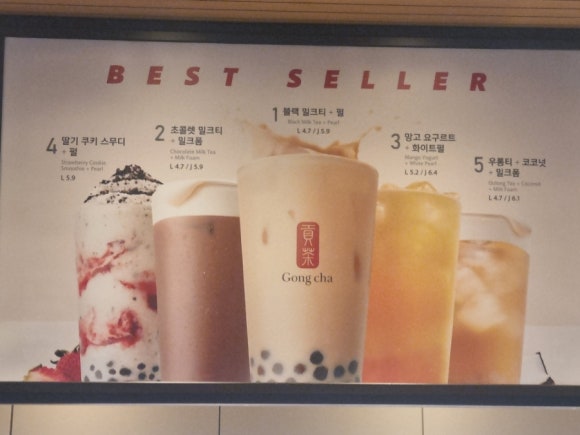 BEST SELLER
4 딸기 쿠키 스무디
+ 펄
Strawberry Cookie
Smoothie + Pearl
L 5.9
2 초콜렛 밀크티
+ 밀크폼
Chocolate Milk Tea
+ Milk Foam
L 4.7 / J 5.9
1 블랙 밀크티 + 펄
Black Milk Tea + Pearl
L 4.7 / J 5.9
3 망고 요구르트
+ 화이트펄
Mango Yogurt
+ White Pearl
L 5.2 / J 6.4
5 우롱티 + 코코넛
+ 밀크폼
Oolong Tea + Coconut
+ Milk Foam
L 4.7 / J 6.1
貢茶
Gong cha